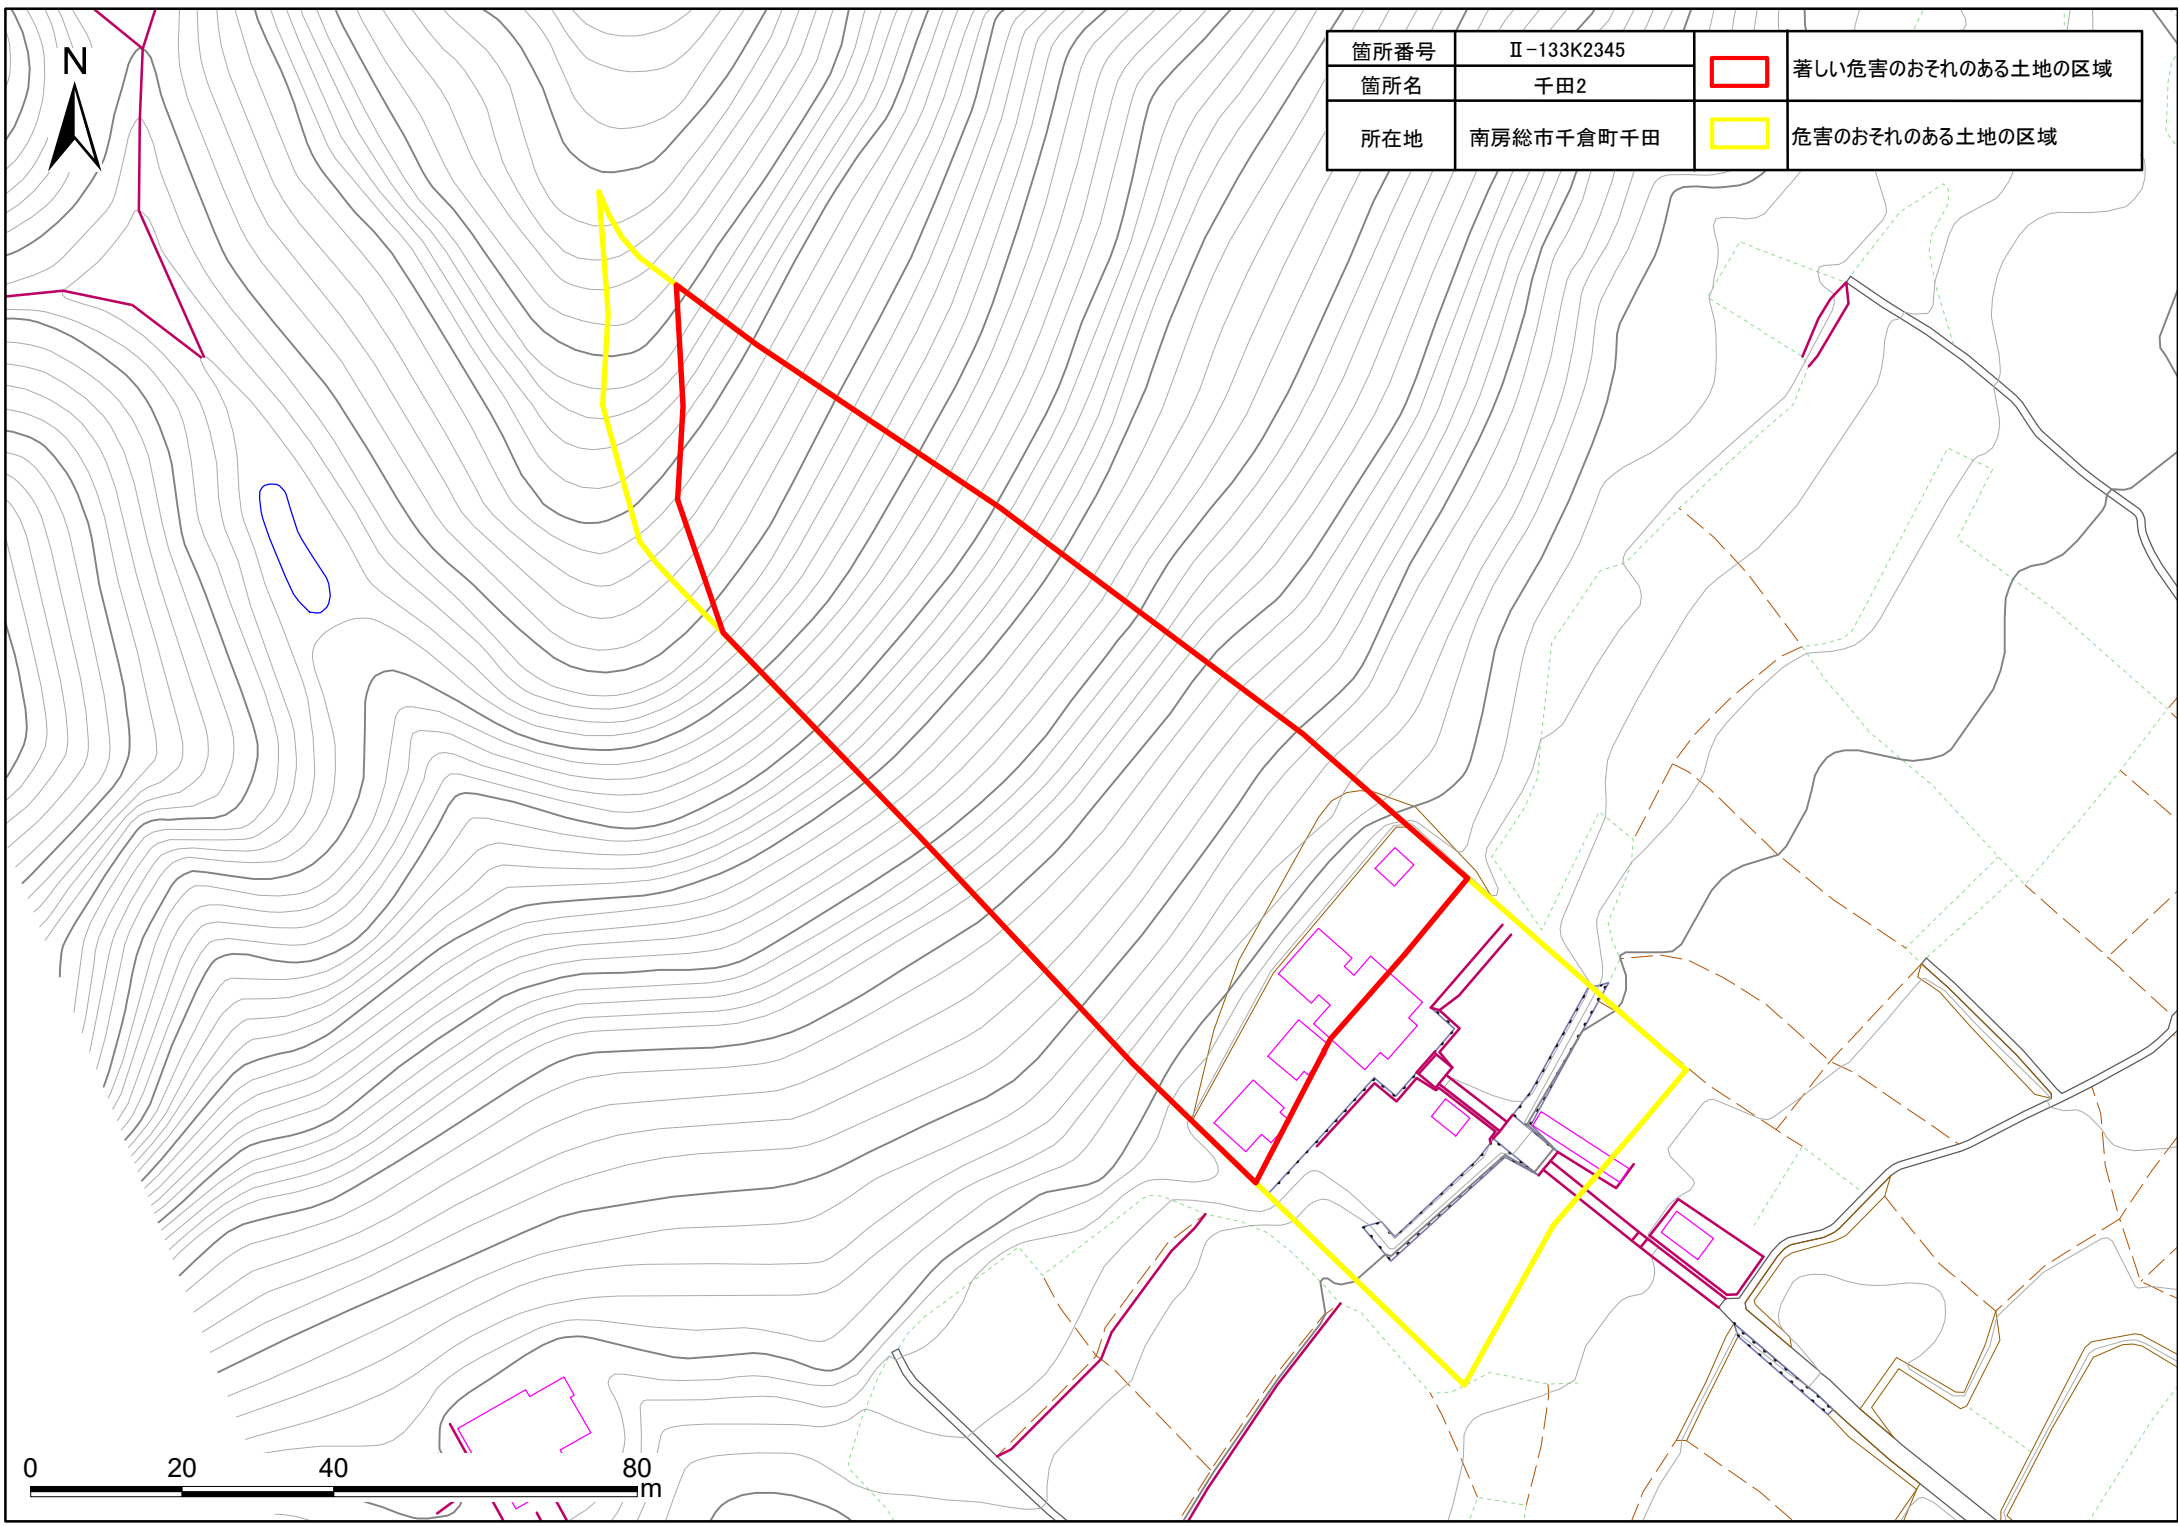 N
箇所番号 Ⅱ-133K2345
著しい危害のおそれのある土地の区域
箇所名 千田2
所在地 南房総市千倉町千田
危害のおそれのある土地の区域
0 20 40 80
m